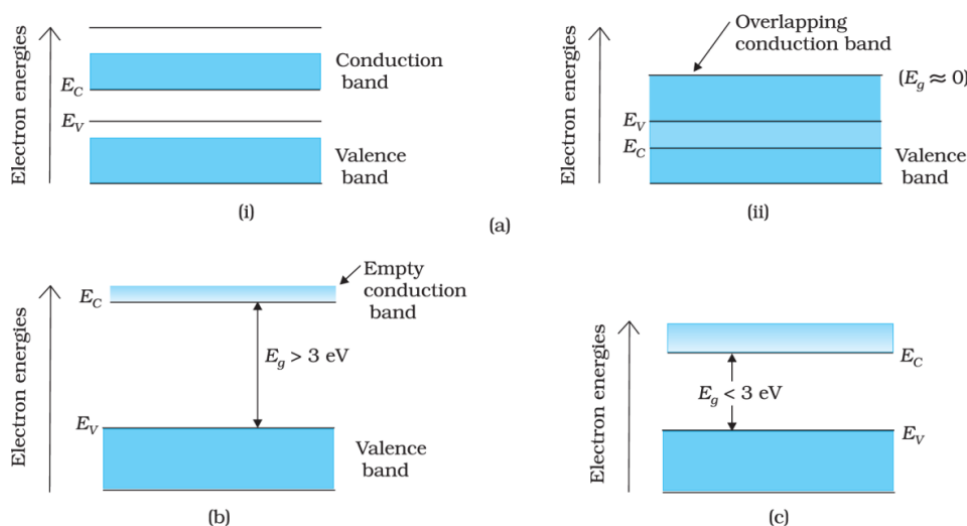 Electron energies
Conduction
band
E_C
E_V
Valence
band
(i)
Overlapping
conduction band
Electron energies
(E_g ≈ 0)
E_V
E_C
Valence
band
(ii)
(a)
Electron energies
Empty
conduction
band
E_C
E_g > 3 eV
E_V
Valence
band
(b)
Electron energies
E_C
E_g < 3 eV
E_V
(c)